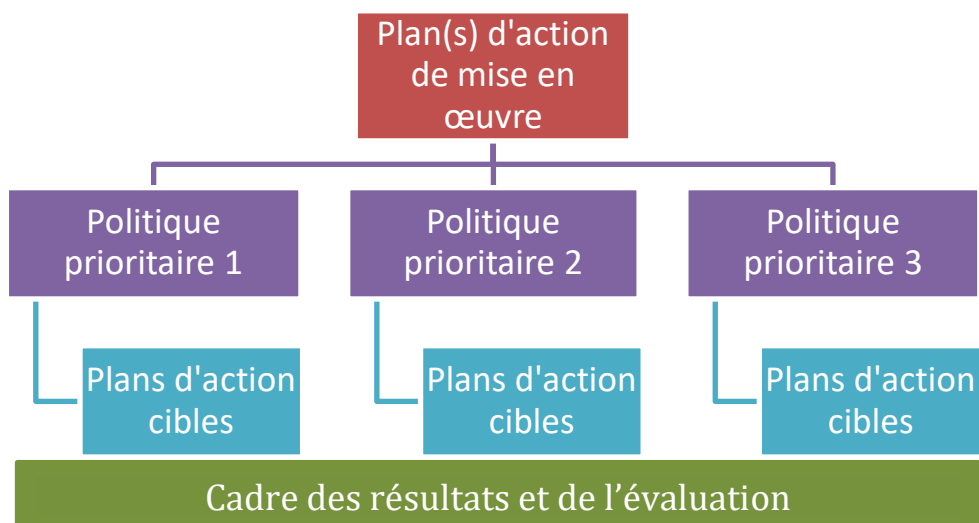 Plan(s) d'action
de mise en
œuvre
Politique
prioritaire 1
Politique
prioritaire 2
Politique
prioritaire 3
Plans d'action
cibles
Plans d'action
cibles
Plans d'action
cibles
Cadre des résultats et de l’évaluation